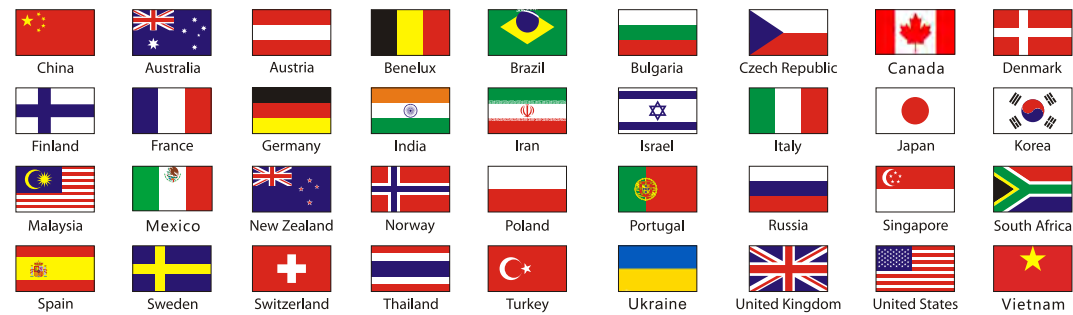 China Australia Austria Benelux Brazil Bulgaria Czech Republic Canada Denmark
Finland France Germany India Iran Israel Italy Japan Korea
Malaysia Mexico New Zealand Norway Poland Portugal Russia Singapore South Africa
Spain Sweden Switzerland Thailand Turkey Ukraine United Kingdom United States Vietnam